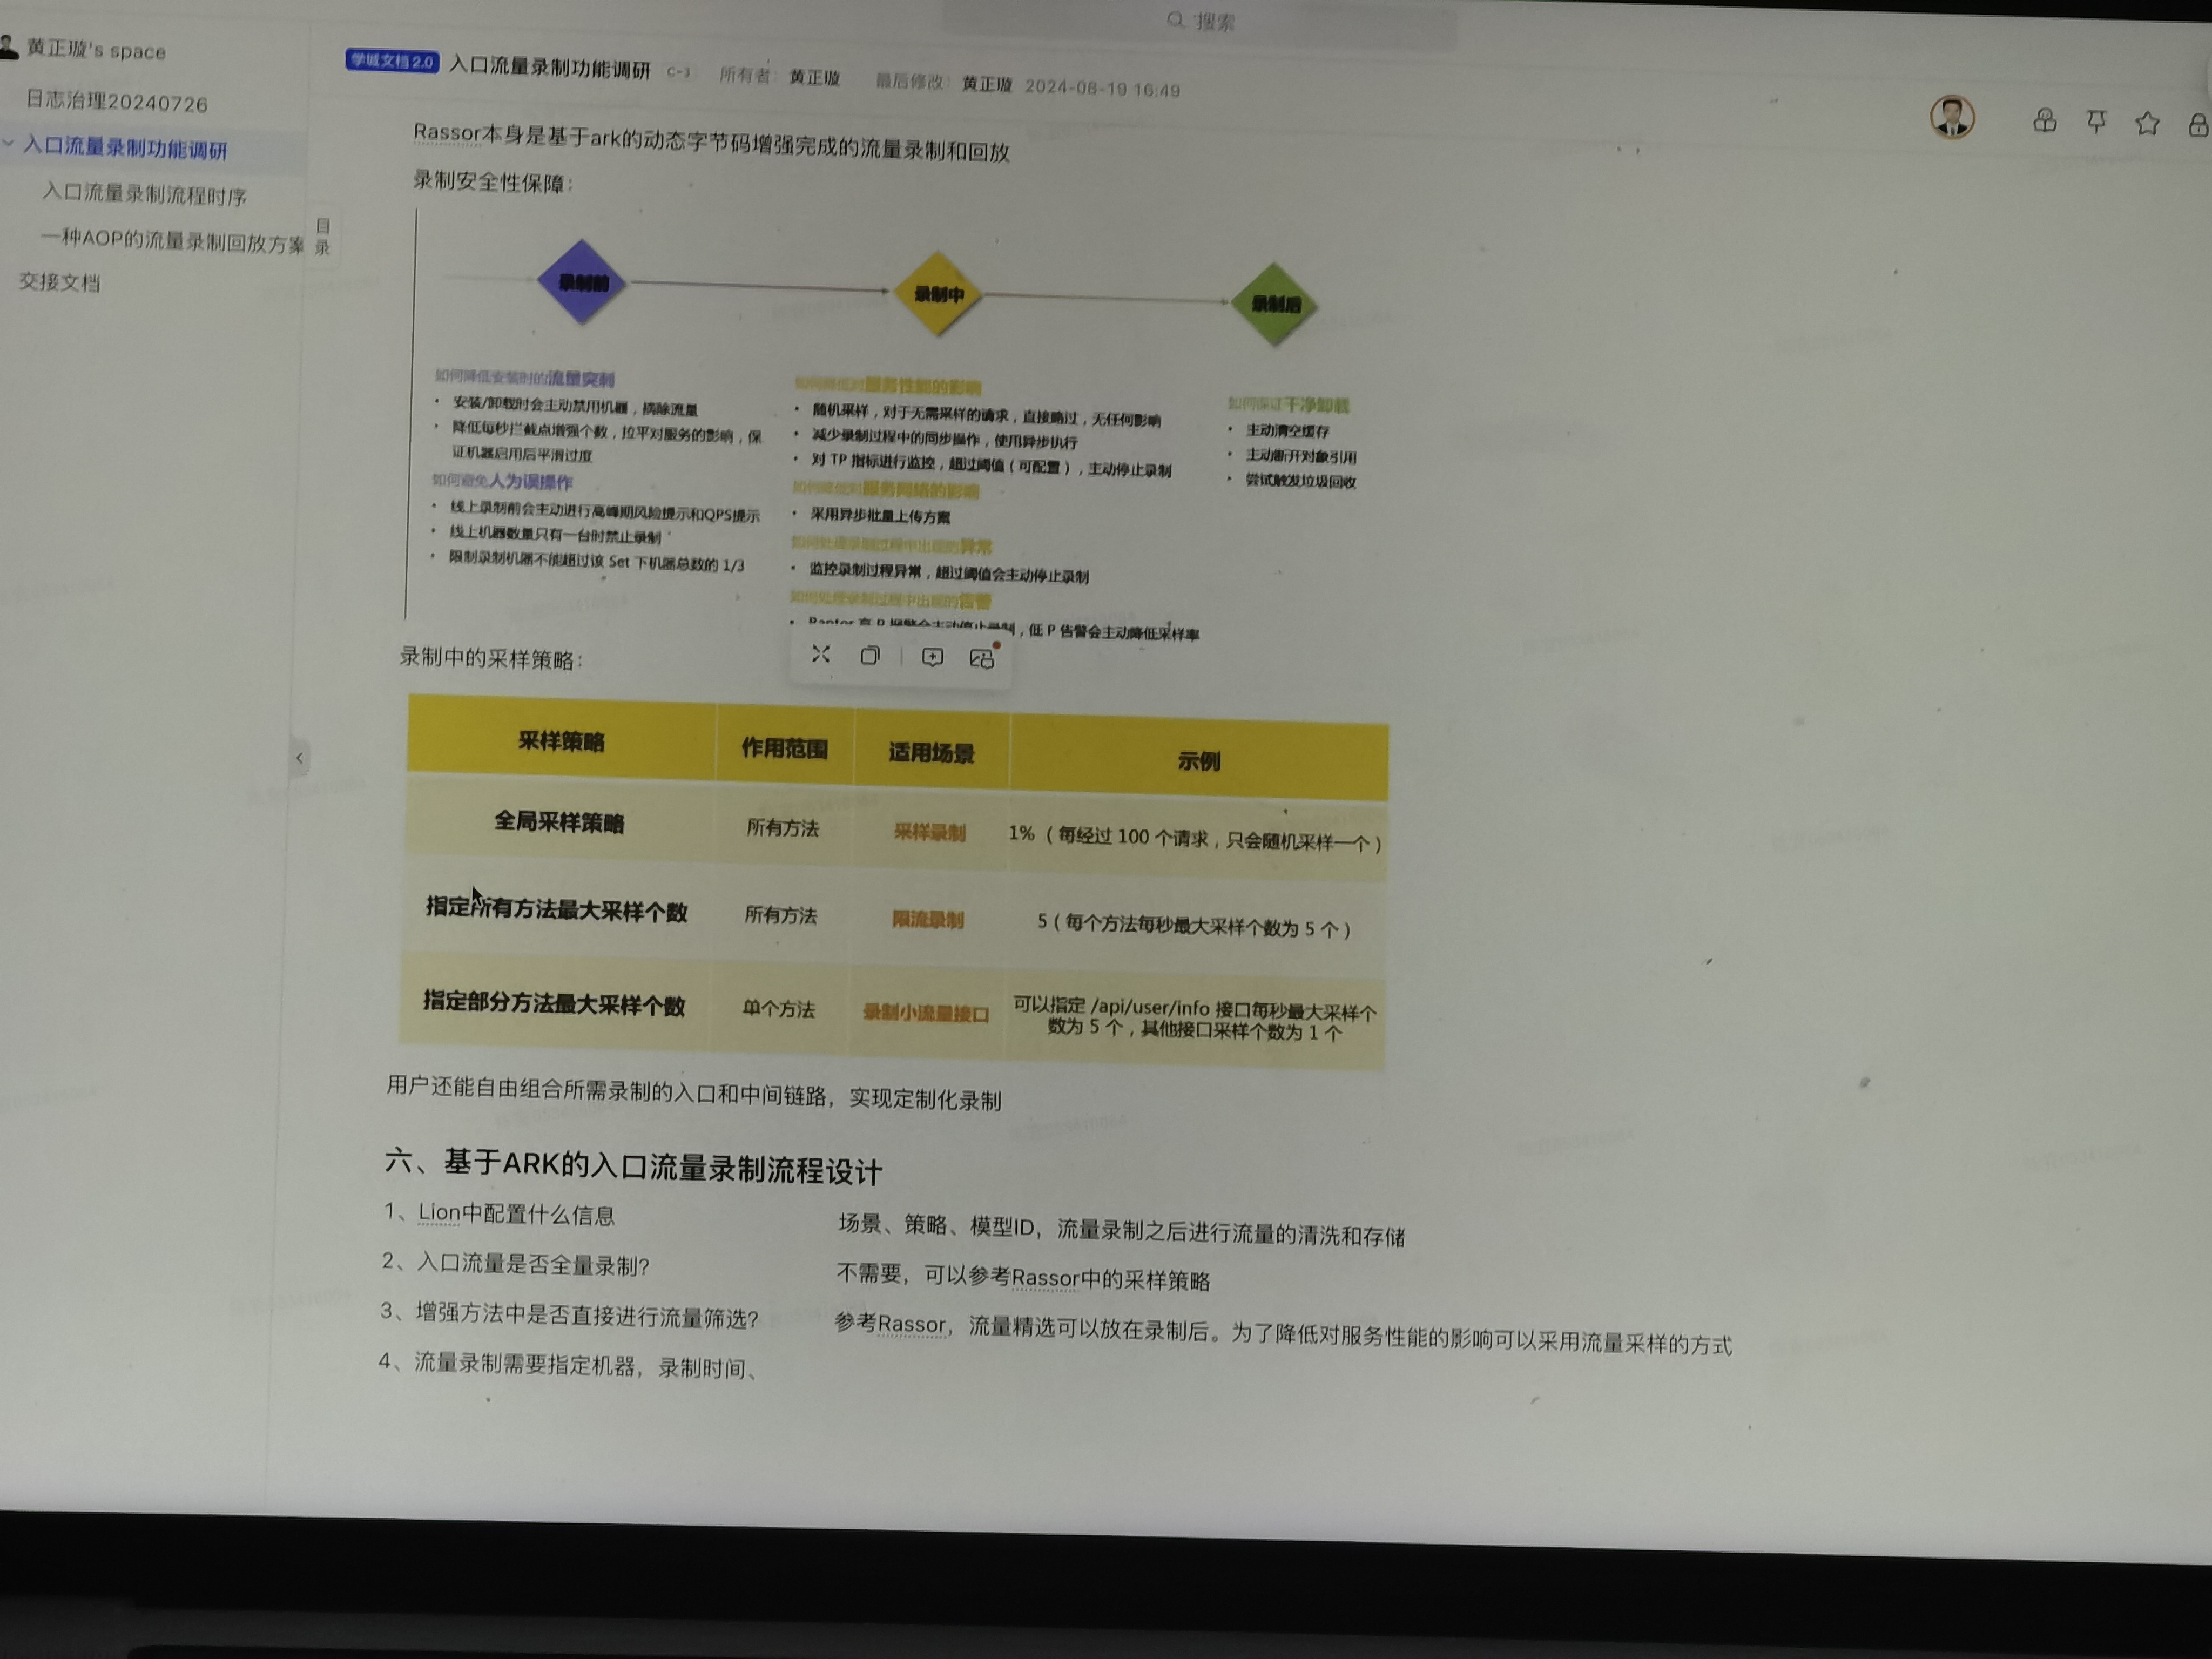 搜索
黄正璇's space
日志治理20240726
入口流量录制功能调研
入口流量录制流程时序
一种AOP的流量录制回放方案
交接文档
目录
学城文档2.0 入口流量录制功能调研 C-3 所有者: 黄正璇 最后修改: 黄正璇 2024-08-19 16:49
Rassor本身是基于ark的动态字节码增强完成的流量录制和回放
录制安全性保障：
录制前
录制中
录制后
如何降低安装时的流量突刺
• 安装/卸载时会主动禁用机器，摘除流量
• 降低每秒拦截点增强个数，拉平对服务的影响，保
证机器启用后平滑过度
如何避免人为误操作
• 线上录制前会主动进行高峰期风险提示和QPS提示
• 线上机器数量只有一台时禁止录制
• 限制录制机器不能超过该 Set 下机器总数的 1/3
如何降低对服务性能的影响
• 随机采样，对于无需采样的请求，直接略过，无任何影响
• 减少录制过程中的同步操作，使用异步执行
• 对 TP 指标进行监控，超过阈值（可配置），主动停止录制
如何降低对服务网络的影响
• 采用异步批量上传方案
如何处理录制过程中出现的异常
• 监控录制过程异常，超过阈值会主动停止录制
如何处理录制过程中出现的告警
• Raptor 高 P 报警会主动停止录制，低 P 告警会主动降低采样率
如何保证干净卸载
• 主动清空缓存
• 主动断开对象引用
• 尝试触发垃圾回收
录制中的采样策略：
采样策略 作用范围 适用场景 示例
全局采样策略 所有方法 采样录制 1%（每经过 100 个请求，只会随机采样一个）
指定所有方法最大采样个数 所有方法 限流录制 5（每个方法每秒最大采样个数为 5 个）
指定部分方法最大采样个数 单个方法 录制小流量接口 可以指定 /api/user/info 接口每秒最大采样个
数为 5 个，其他接口采样个数为 1 个
用户还能自由组合所需录制的入口和中间链路，实现定制化录制
六、基于ARK的入口流量录制流程设计
1、Lion中配置什么信息 场景、策略、模型ID，流量录制之后进行流量的清洗和存储
2、入口流量是否全量录制？ 不需要，可以参考Rassor中的采样策略
3、增强方法中是否直接进行流量筛选？ 参考Rassor，流量精选可以放在录制后。为了降低对服务性能的影响可以采用流量采样的方式
4、流量录制需要指定机器，录制时间、